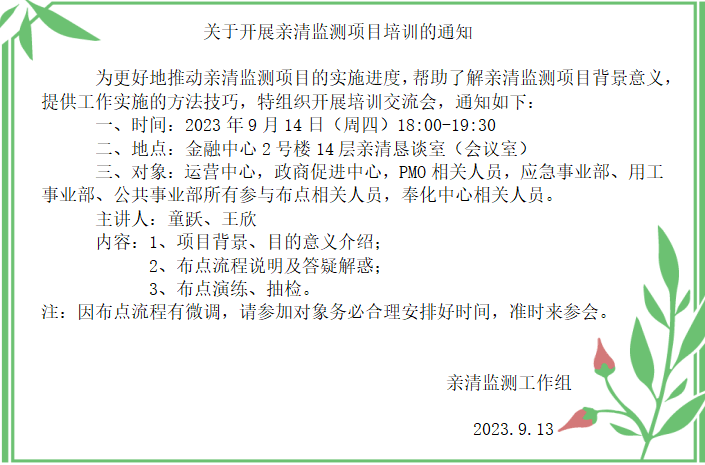 关于开展亲清监测项目培训的通知
为更好地推动亲清监测项目的实施进度，帮助了解亲清监测项目背景意义，
提供工作实施的方法技巧，特组织开展培训交流会，通知如下：
一、时间：2023年9月14日（周四）18:00-19:30
二、地点：金融中心2号楼14层亲清恳谈室（会议室）
三、对象：运营中心，政商促进中心，PMO相关人员，应急事业部、用工
事业部、公共事业部所有参与布点相关人员，奉化中心相关人员。
主讲人：童跃、王欣
内容：1、项目背景、目的意义介绍；
2、布点流程说明及答疑解惑；
3、布点演练、抽检。
注：因布点流程有微调，请参加对象务必合理安排好时间，准时来参会。
亲清监测工作组
2023.9.13